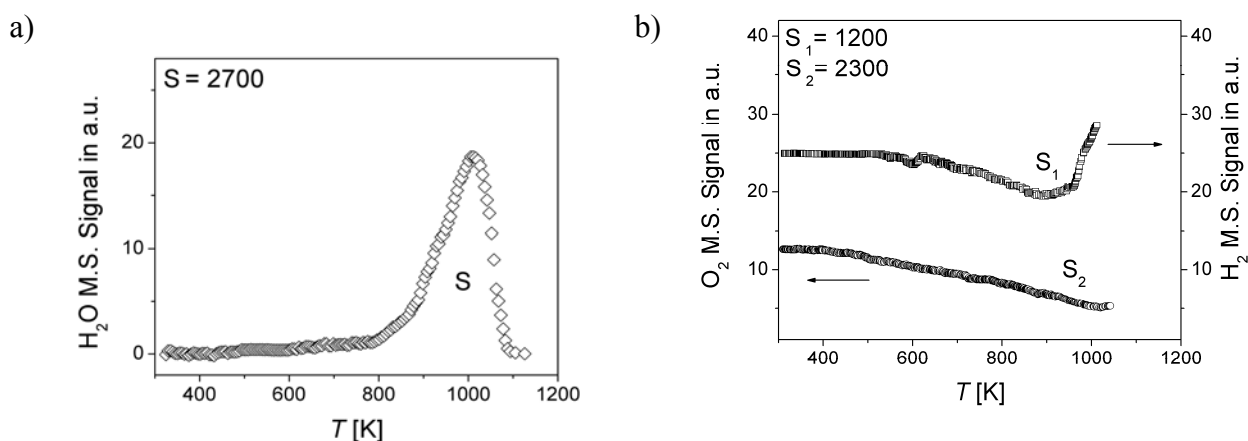 a)
S = 2700
H₂O M.S. Signal in a.u.
20
10
0
S
400 600 800 1000 1200
T [K]
b)
S₁= 1200
S₂= 2300
O₂ M.S. Signal in a.u.
40
30
20
10
S₁
S₂
40
30
20
10
H₂ M.S. Signal in a.u.
400 600 800 1000 1200
T [K]